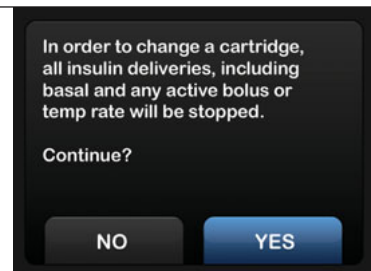 In order to change a cartridge,
all insulin deliveries, including
basal and any active bolus or
temp rate will be stopped.
Continue?
NO
YES